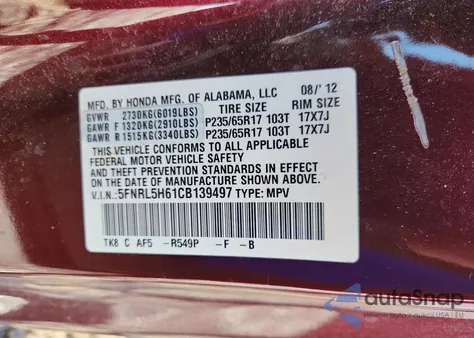 MFD. BY HONDA MFG. OF ALABAMA, LLC 08/'12
TIRE SIZE RIM SIZE
GVWR 2730KG(6019LBS)
GAWR F 1320KG(2910LBS) P235/65R17 103T 17X7J
GAWR R 1515KG(3340LBS) P235/65R17 103T 17X7J
THIS VEHICLE CONFORMS TO ALL APPLICABLE
FEDERAL MOTOR VEHICLE SAFETY
STANDARDS IN EFFECT ON THE DATE OF
MANUFACTURE SHOWN ABOVE.
V.I.N.:5FNRL5H61CB139497 TYPE: MPV
TK8 C AF5 -R549P -F -B
autoSnap